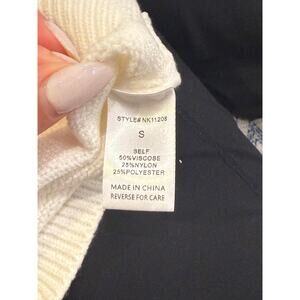 STYLE# NK11208
S
SELF
50%VISCOSE
25%NYLON
25%POLYESTER
MADE IN CHINA
REVERSE FOR CARE